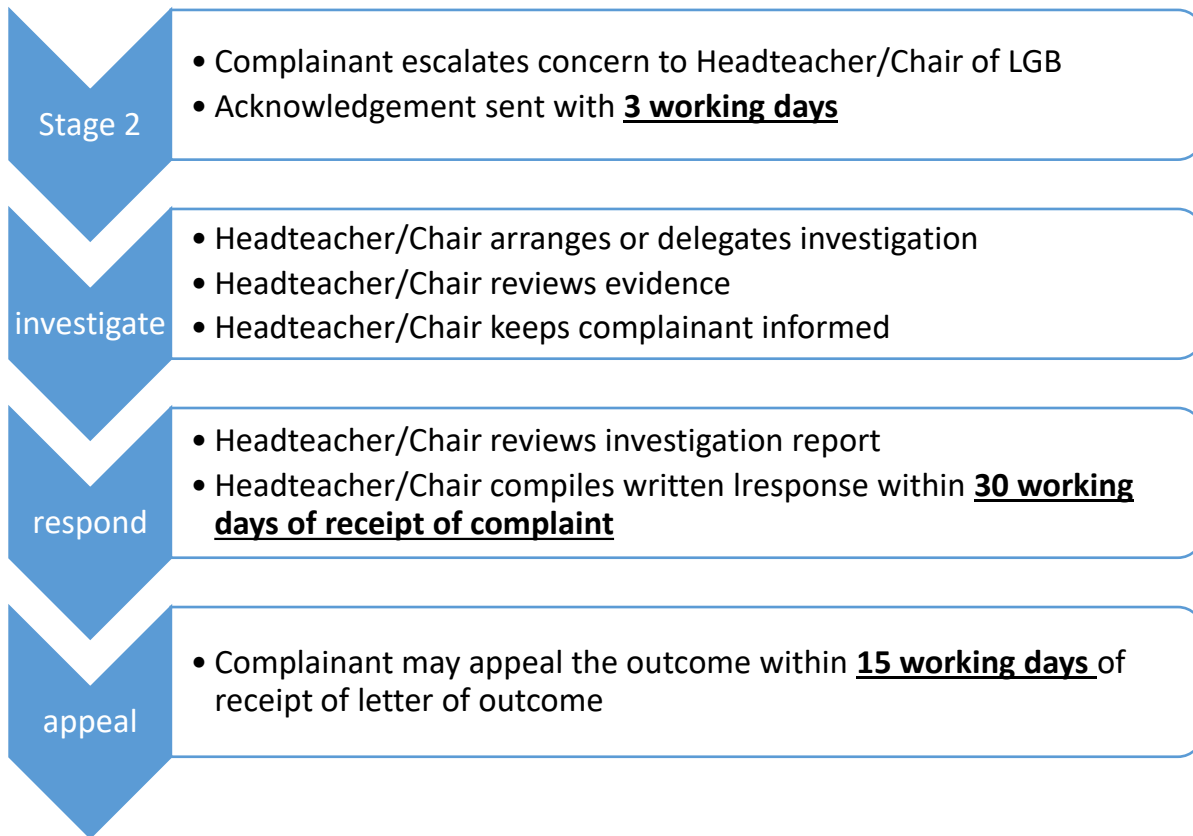 Stage 2
• Complainant escalates concern to Headteacher/Chair of LGB
• Acknowledgement sent with 3 working days
investigate
• Headteacher/Chair arranges or delegates investigation
• Headteacher/Chair reviews evidence
• Headteacher/Chair keeps complainant informed
respond
• Headteacher/Chair reviews investigation report
• Headteacher/Chair compiles written lresponse within 30 working
days of receipt of complaint
appeal
• Complainant may appeal the outcome within 15 working days of
receipt of letter of outcome